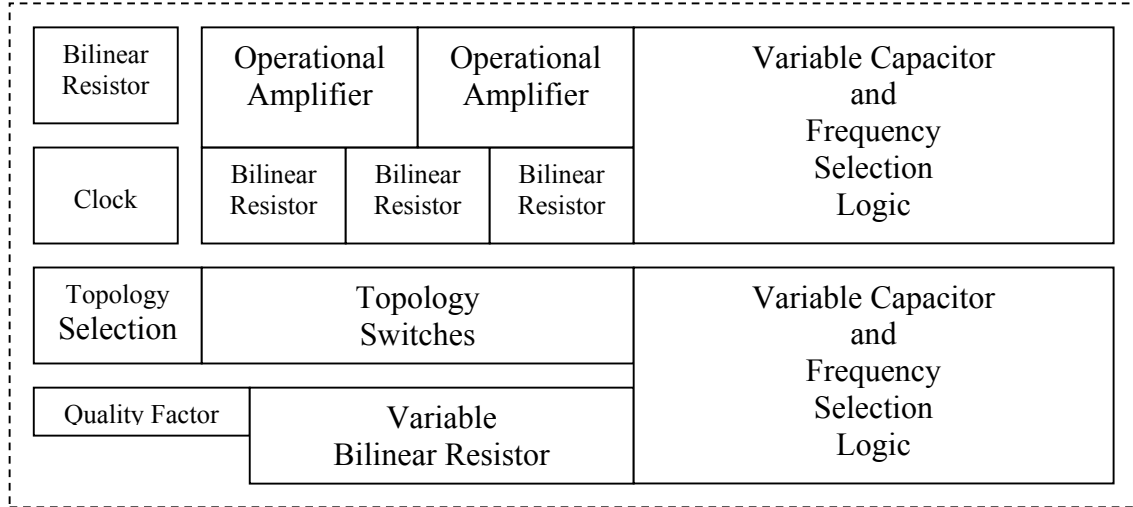 Bilinear
Resistor
Operational
Amplifier
Operational
Amplifier
Variable Capacitor
and
Frequency
Selection
Logic
Clock
Bilinear
Resistor
Bilinear
Resistor
Bilinear
Resistor
Topology
Selection
Topology
Switches
Variable Capacitor
and
Frequency
Selection
Logic
Quality Factor
Variable
Bilinear Resistor